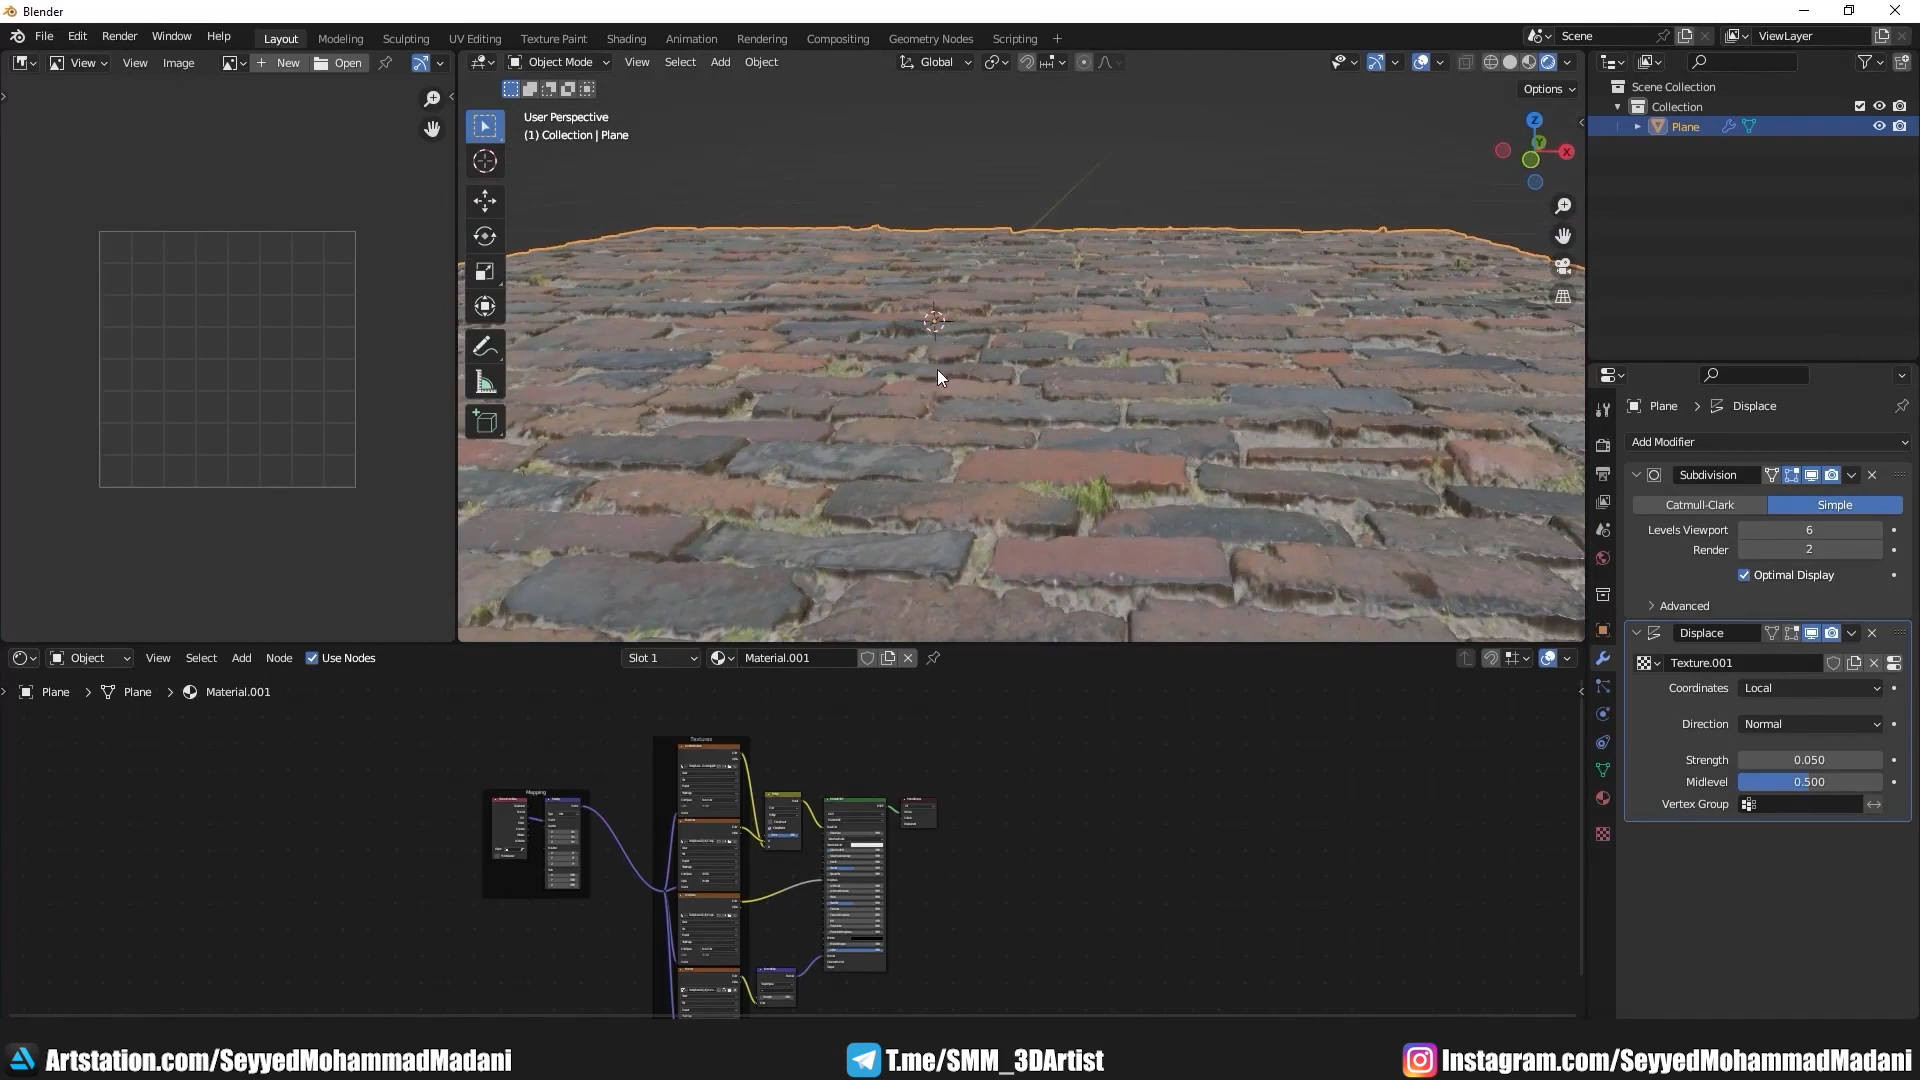 Blender
File Edit Render Window Help
Layout Modeling Sculpting UV Editing Texture Paint Shading Animation Rendering Compositing Geometry Nodes Scripting +
Scene
ViewLayer
View View Image
+ New Open
Object Mode View Select Add Object
Global
Options
User Perspective
(1) Collection | Plane
Z
Y
X
Scene Collection
Collection
Plane
Plane > Displace
Add Modifier
Subdivision
Catmull-Clark Simple
Levels Viewport 6
Render 2
Optimal Display
Advanced
Displace
Texture.001
Coordinates Local
Direction Normal
Strength 0.050
Midlevel 0.500
Vertex Group
Object View Select Add Node Use Nodes
Slot 1 Material.001
Plane > Plane > Material.001
Textures
Mapping
Artstation.com/SeyyedMohammadMadani
T.me/SMM_3DArtist
Instagram.com/SeyyedMohammadMadani